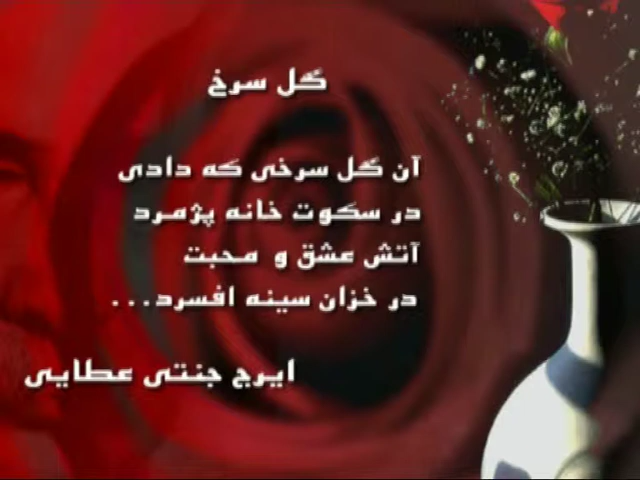 گل سرخ
آن گل سرخی که دادی
در سکوت خانه پژمرد
آتش عشق و محبت
در خزان سینه افسرد...
ایرج جنتی عطایی